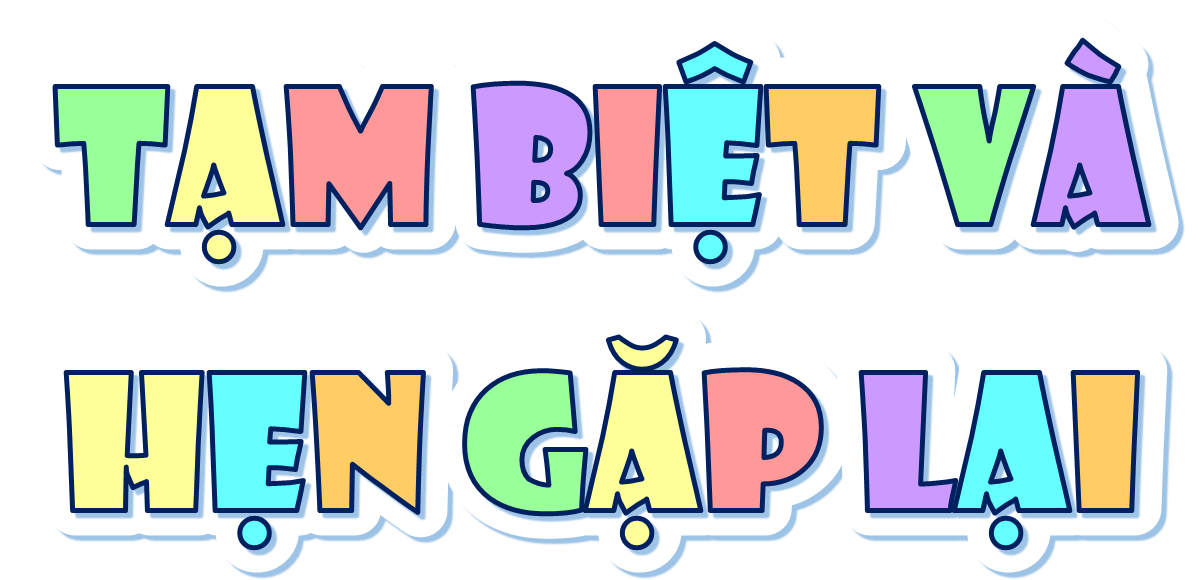 TẠM BIỆT VÀ
HẸN GẶP LẠI